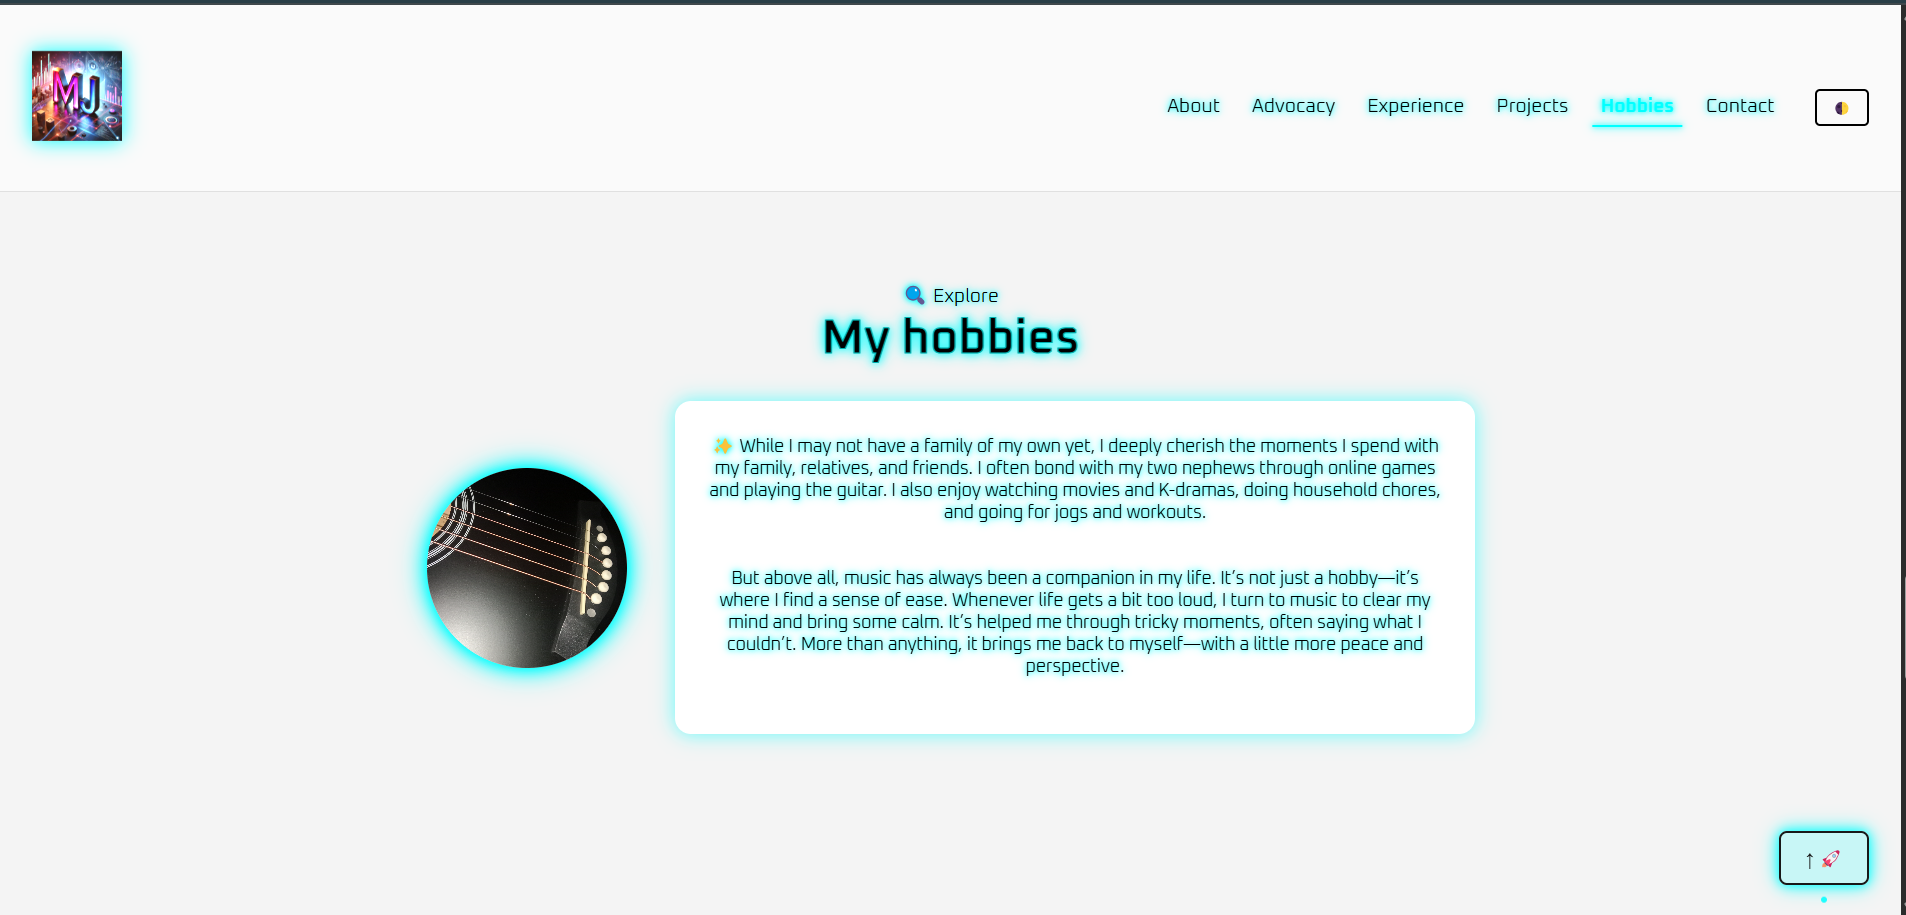 MJ
About Advocacy Experience Projects Hobbies Contact
Explore
My hobbies
While I may not have a family of my own yet, I deeply cherish the moments I spend with
my family, relatives, and friends. I often bond with my two nephews through online games
and playing the guitar. I also enjoy watching movies and K-dramas, doing household chores,
and going for jogs and workouts.
But above all, music has always been a companion in my life. It’s not just a hobby—it’s
where I find a sense of ease. Whenever life gets a bit too loud, I turn to music to clear my
mind and bring some calm. It’s helped me through tricky moments, often saying what I
couldn’t. More than anything, it brings me back to myself—with a little more peace and
perspective.